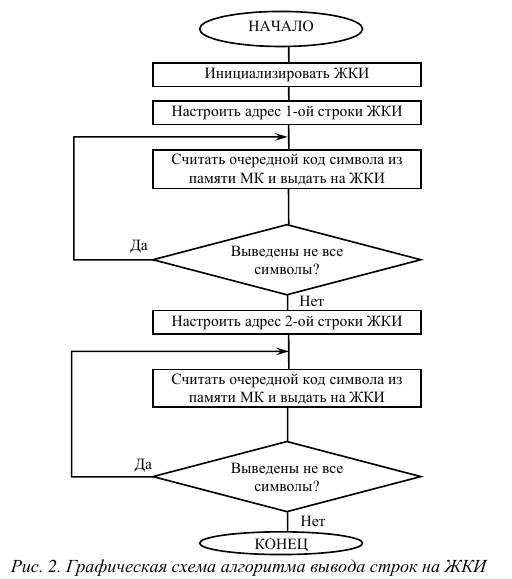 НАЧАЛО
Инициализировать ЖКИ
Настроить адрес 1-ой строки ЖКИ
Считать очередной код символа из
памяти МК и выдать на ЖКИ
Да
Выведены не все
символы?
Нет
Настроить адрес 2-ой строки ЖКИ
Считать очередной код символа из
памяти МК и выдать на ЖКИ
Да
Выведены не все
символы?
Нет
КОНЕЦ
Рис. 2. Графическая схема алгоритма вывода строк на ЖКИ